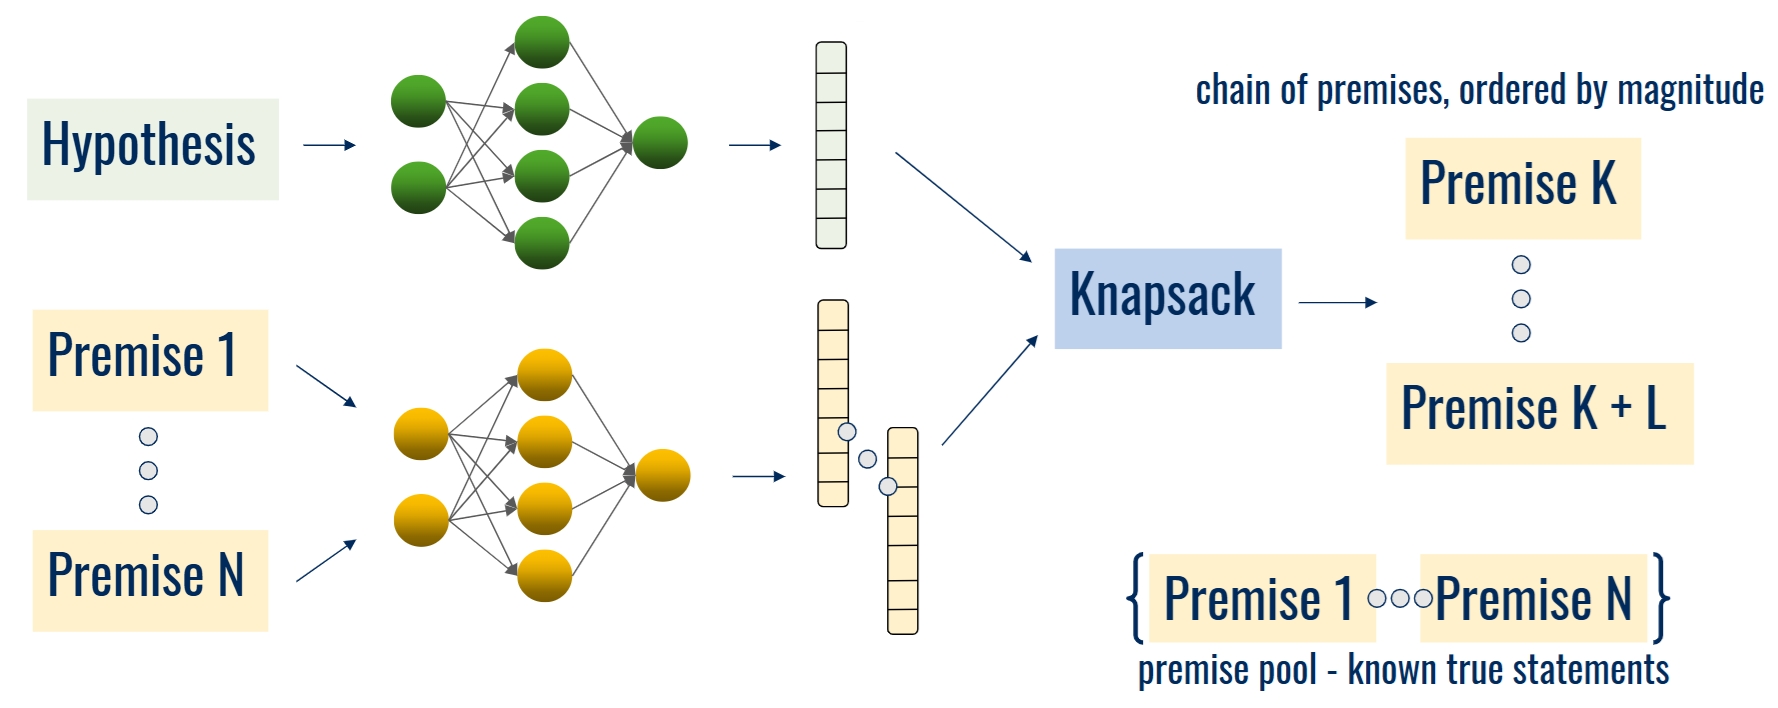 Hypothesis
Premise 1
Premise N
Knapsack
chain of premises, ordered by magnitude
Premise K
Premise K + L
{ Premise 1 Premise N }
premise pool - known true statements